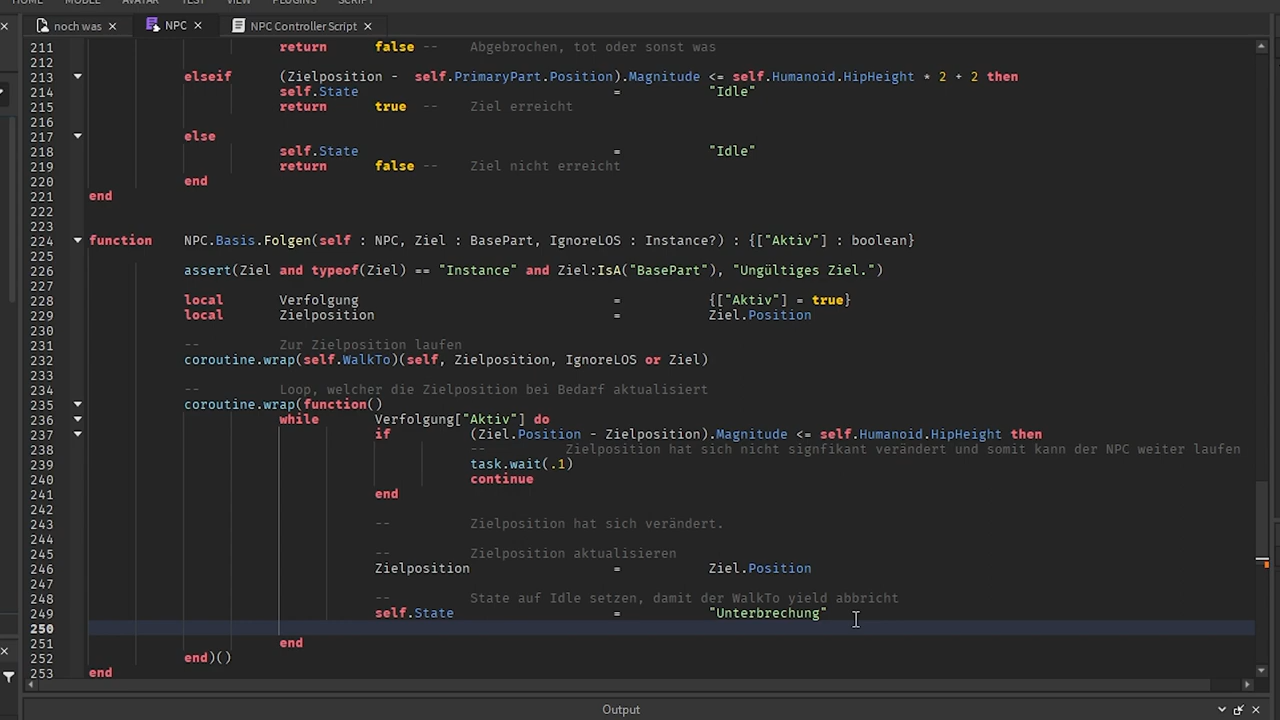 HOME MODEL AVATAR TEST VIEW PLUGINS SCRIPT
noch was NPC NPC Controller Script
211 return false -- Abgebrochen, tot oder sonst was
212
213 elseif (Zielposition - self.PrimaryPart.Position).Magnitude <= self.Humanoid.HipHeight * 2 + 2 then
214 self.State = "Idle"
215 return true -- Ziel erreicht
216
217 else
218 self.State = "Idle"
219 return false -- Ziel nicht erreicht
220 end
221 end
222
223
224 function NPC.Basis.Folgen(self : NPC, Ziel : BasePart, IgnoreLOS : Instance?) : {["Aktiv"] : boolean}
225
226 assert(Ziel and typeof(Ziel) == "Instance" and Ziel:IsA("BasePart"), "Ungültiges Ziel.")
227
228 local Verfolgung = {["Aktiv"] = true}
229 local Zielposition = Ziel.Position
230
231 -- Zur Zielposition laufen
232 coroutine.wrap(self.WalkTo)(self, Zielposition, IgnoreLOS or Ziel)
233
234 -- Loop, welcher die Zielposition bei Bedarf aktualisiert
235 coroutine.wrap(function()
236 while Verfolgung["Aktiv"] do
237 if (Ziel.Position - Zielposition).Magnitude <= self.Humanoid.HipHeight then
238 -- Zielposition hat sich nicht signfikant verändert und somit kann der NPC weiter laufen
239 task.wait(.1)
240 continue
241 end
242
243 -- Zielposition hat sich verändert.
244
245 -- Zielposition aktualisieren
246 Zielposition = Ziel.Position
247
248 -- State auf Idle setzen, damit der WalkTo yield abbricht
249 self.State = "Unterbrechung"
250
251 end
252 end)()
253 end
Output